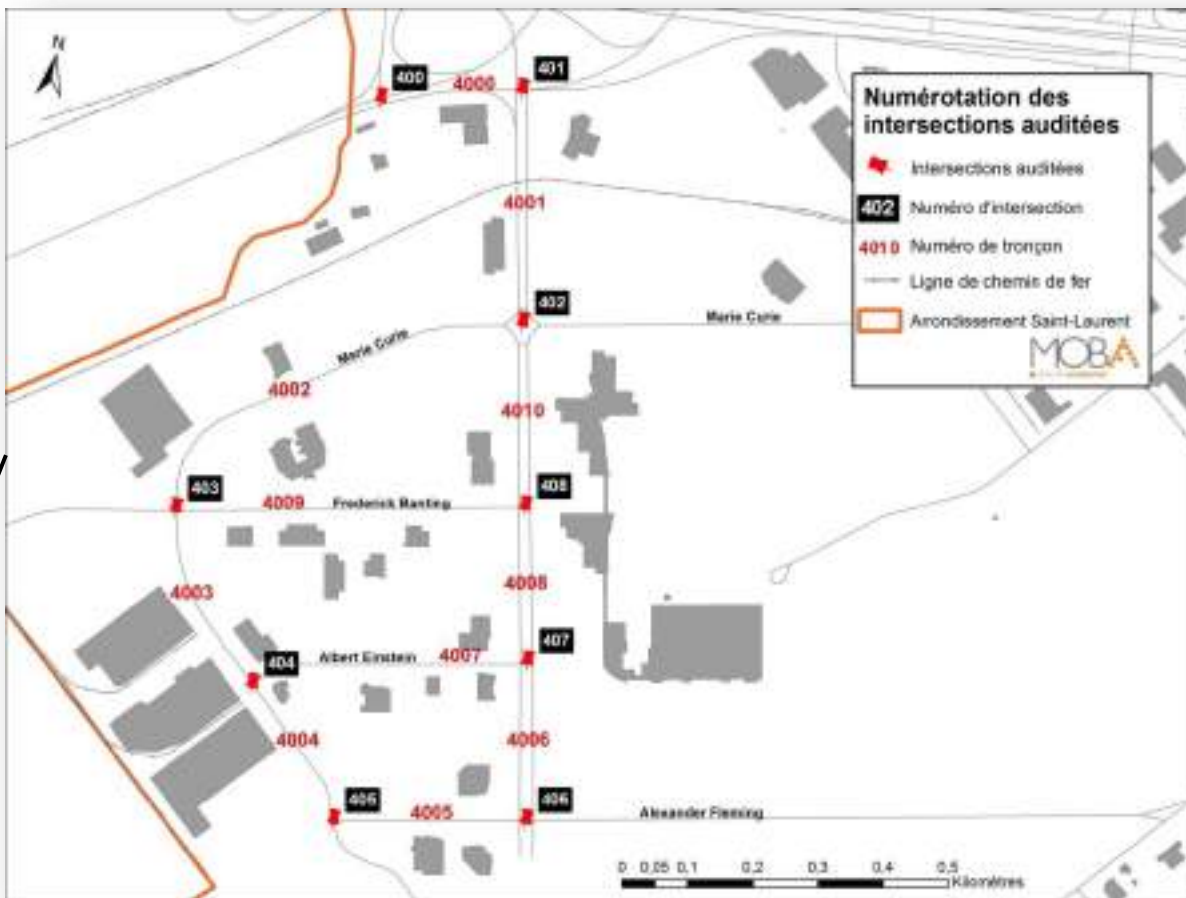 N
400
4000
401
Numérotation des
intersections auditées
Intersections auditées
402 Numéro d'intersection
4010 Numéro de tronçon
Ligne de chemin de fer
Arrondissement Saint-Laurent
MOBA
4001
402
Marie Curie
Marie Curie
4002
4010
403
4009
Frederick Banting
408
4003
4008
404
Albert Einstein
4007
407
4004
4006
405
4005
406
Alexander Fleming
0 0,05 0,1 0,2 0,3 0,4 0,5
Kilomètres